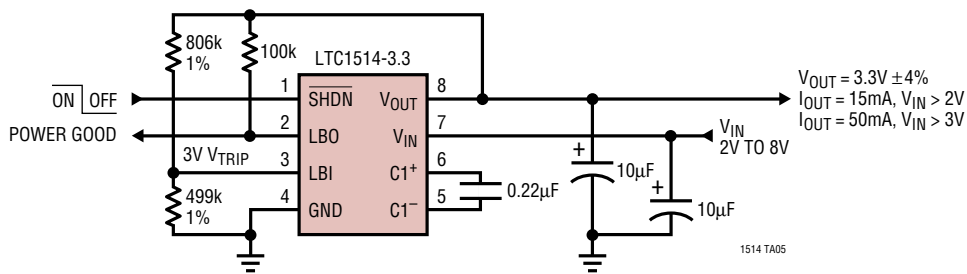 806k
1%
100k
LTC1514-3.3
ON OFF
POWER GOOD
3V VTRIP
499k
1%
1
2
3
4
SHDN
LBO
LBI
GND
VOUT
VIN
C1+
C1–
8
7
6
5
0.22µF
+
10µF
+
10µF
VOUT = 3.3V ±4%
IOUT = 15mA, VIN > 2V
IOUT = 50mA, VIN > 3V
VIN
2V TO 8V
1514 TA05